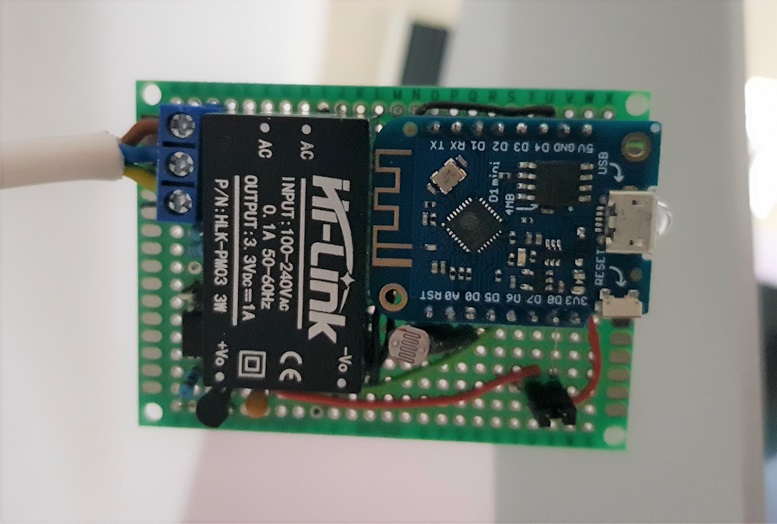 Hi-Link
AC
AC
INPUT:100-240VAC
0.1A 50-60Hz
OUTPUT:3.3VDC⎓1A
P/N:HLK-PM03 3W
-Vo
+Vo
CE
TX RX D1 D2 D3 D4 GND 5V
D1 mini
4MB
USB
RESET
RST A0 D0 D5 D6 D7 D8 3V3
M N O P Q R S T U V W X